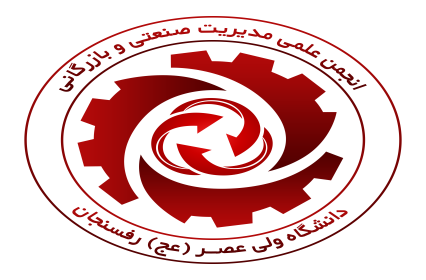 انجمن علمی مدیریت صنعتی و بازرگانی
دانشگاه ولی عصر (عج) رفسنجان